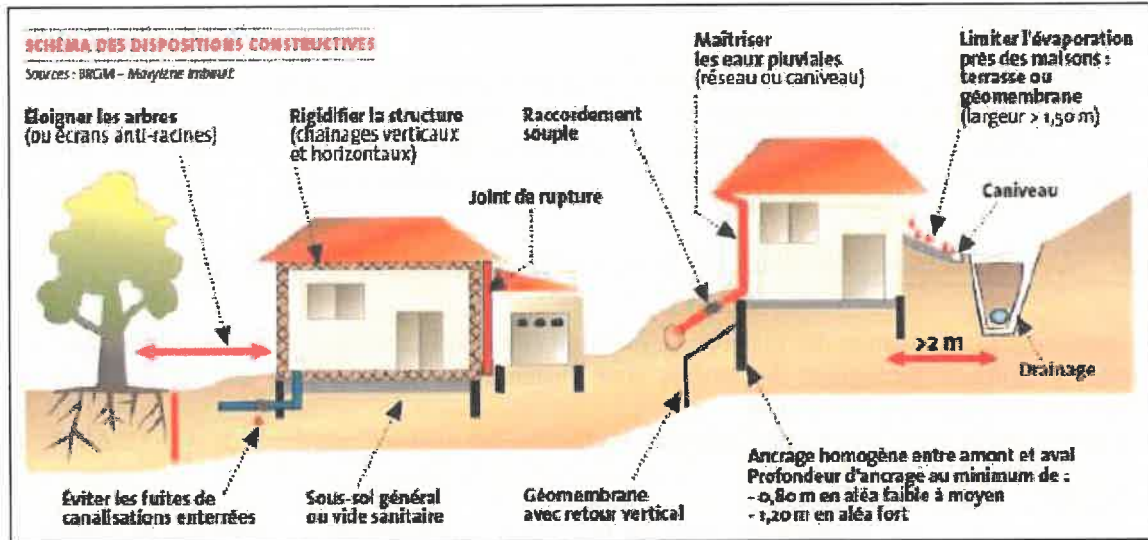 SCHÉMA DES DISPOSITIONS CONSTRUCTIVES
Sources : BRGM – Marylène Imbault
Éloigner les arbres
(ou écrans anti-racines)
Rigidifier la structure
(chaînages verticaux
et horizontaux)
Joint de rupture
Raccordement
souple
Maîtriser
les eaux pluviales
(réseau ou caniveau)
Limiter l'évaporation
près des maisons :
terrasse ou
géomembrane
(largeur > 1,50 m)
Caniveau
>2 m
Drainage
Éviter les fuites de
canalisations enterrées
Sous-sol général
ou vide sanitaire
Géomembrane
avec retour vertical
Ancrage homogène entre amont et aval
Profondeur d'ancrage au minimum de :
- 0,80 m en aléa faible à moyen
- 1,20 m en aléa fort